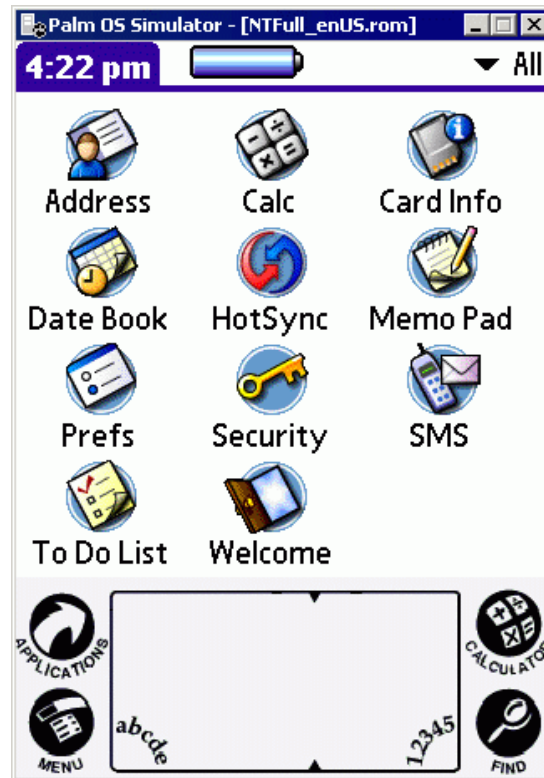 Palm OS Simulator - [NTFull_enUS.rom]
4:22 pm All
Address Calc Card Info
Date Book HotSync Memo Pad
Prefs Security SMS
To Do List Welcome
APPLICATIONS CALCULATOR
abcde 12345
MENU FIND